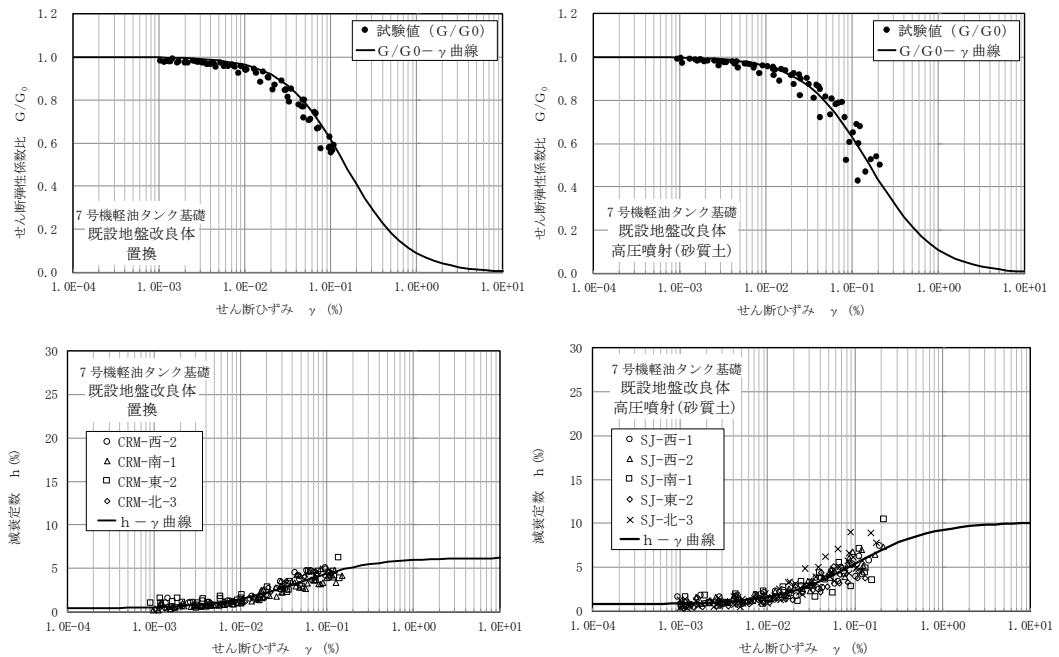 1.2
1.0
0.8
0.6
0.4
0.2
0.0
せん断弾性係数比 G/G₀
試験値（G/G0）
G/G0－γ曲線
7号機軽油タンク基礎
既設地盤改良体
置換
1.0E-04 1.0E-03 1.0E-02 1.0E-01 1.0E+00 1.0E+01
せん断ひずみ γ (%)
1.2
1.0
0.8
0.6
0.4
0.2
0.0
せん断弾性係数比 G/G₀
試験値（G/G0）
G/G0－γ曲線
7号機軽油タンク基礎
既設地盤改良体
高圧噴射(砂質土)
1.0E-04 1.0E-03 1.0E-02 1.0E-01 1.0E+00 1.0E+01
せん断ひずみ γ (%)
30
25
20
15
10
5
0
減衰定数 h(%)
7号機軽油タンク基礎
既設地盤改良体
置換
CRM-西-2
CRM-南-1
CRM-東-2
CRM-北-3
h－γ曲線
1.0E-04 1.0E-03 1.0E-02 1.0E-01 1.0E+00 1.0E+01
せん断ひずみ γ (%)
30
25
20
15
10
5
0
減衰定数 h(%)
7号機軽油タンク基礎
既設地盤改良体
高圧噴射(砂質土)
SJ-西-1
SJ-西-2
SJ-南-1
SJ-東-2
SJ-北-3
h－γ曲線
1.0E-04 1.0E-03 1.0E-02 1.0E-01 1.0E+00 1.0E+01
せん断ひずみ γ (%)